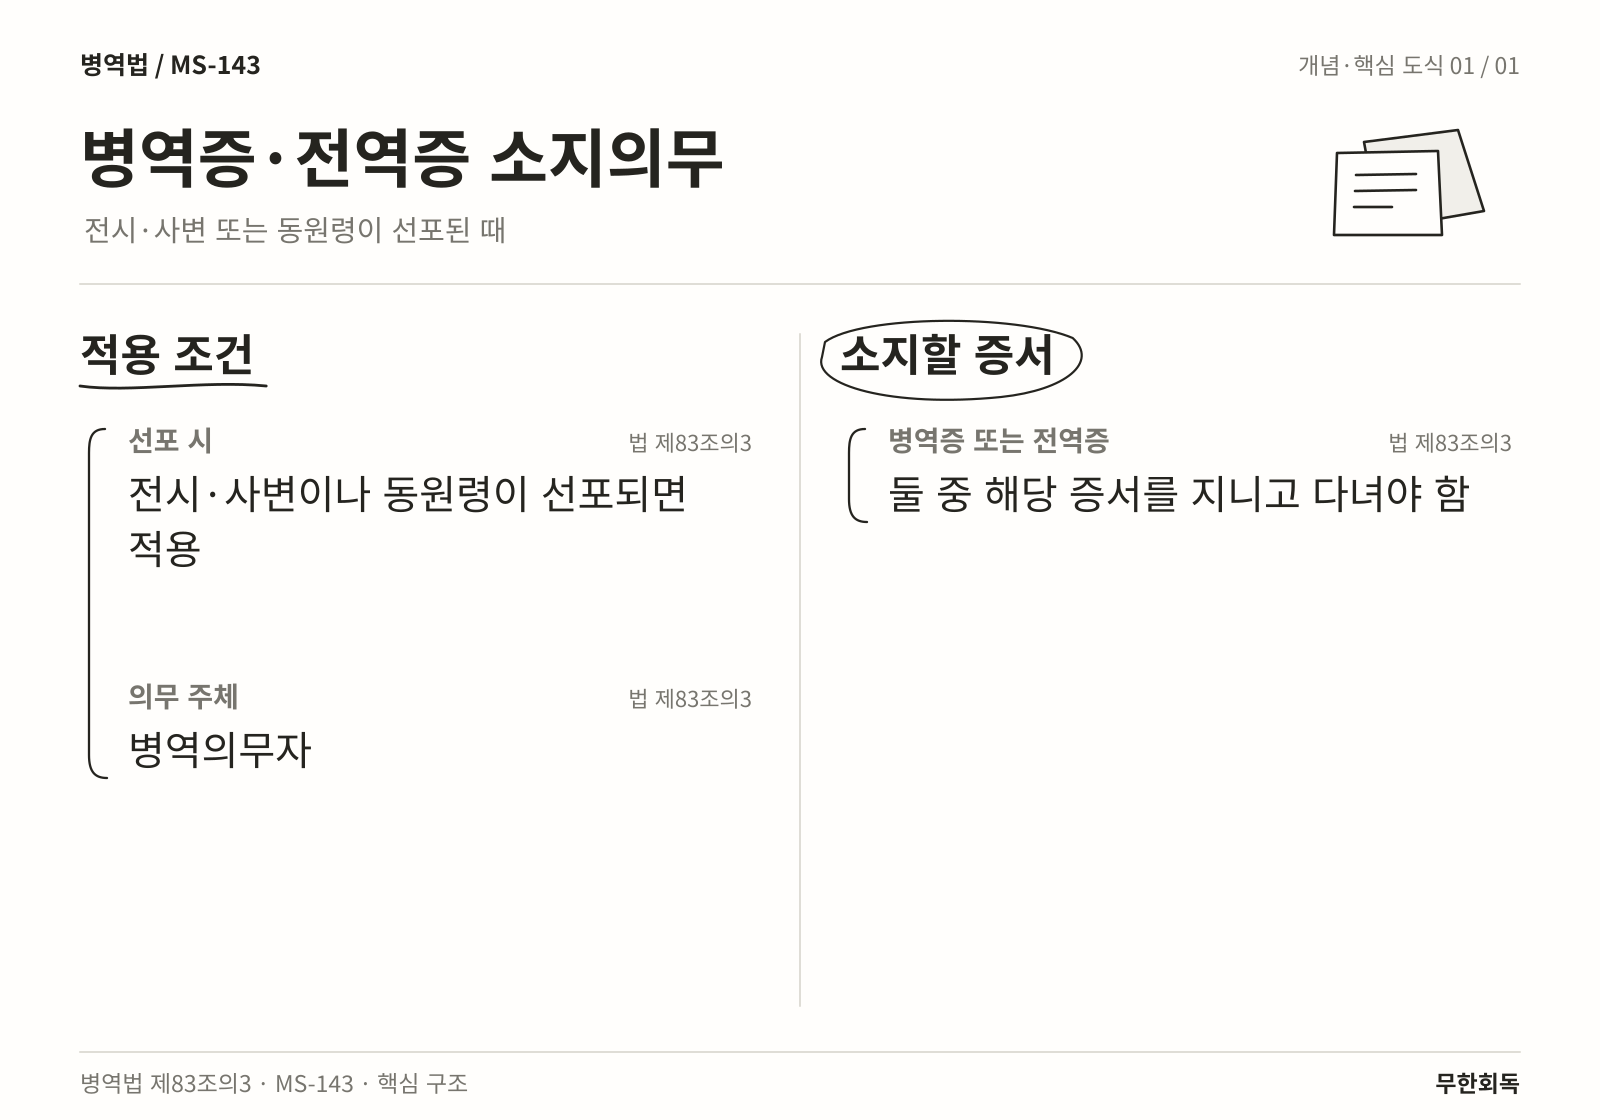 병역법 / MS-143
개념·핵심 도식 01 / 01
병역증·전역증 소지의무
전시·사변 또는 동원령이 선포된 때
적용 조건
선포 시
법 제83조의3
전시·사변이나 동원령이 선포되면
적용
의무 주체
법 제83조의3
병역의무자
소지할 증서
병역증 또는 전역증
법 제83조의3
둘 중 해당 증서를 지니고 다녀야 함
병역법 제83조의3 · MS-143 · 핵심 구조
무한회독